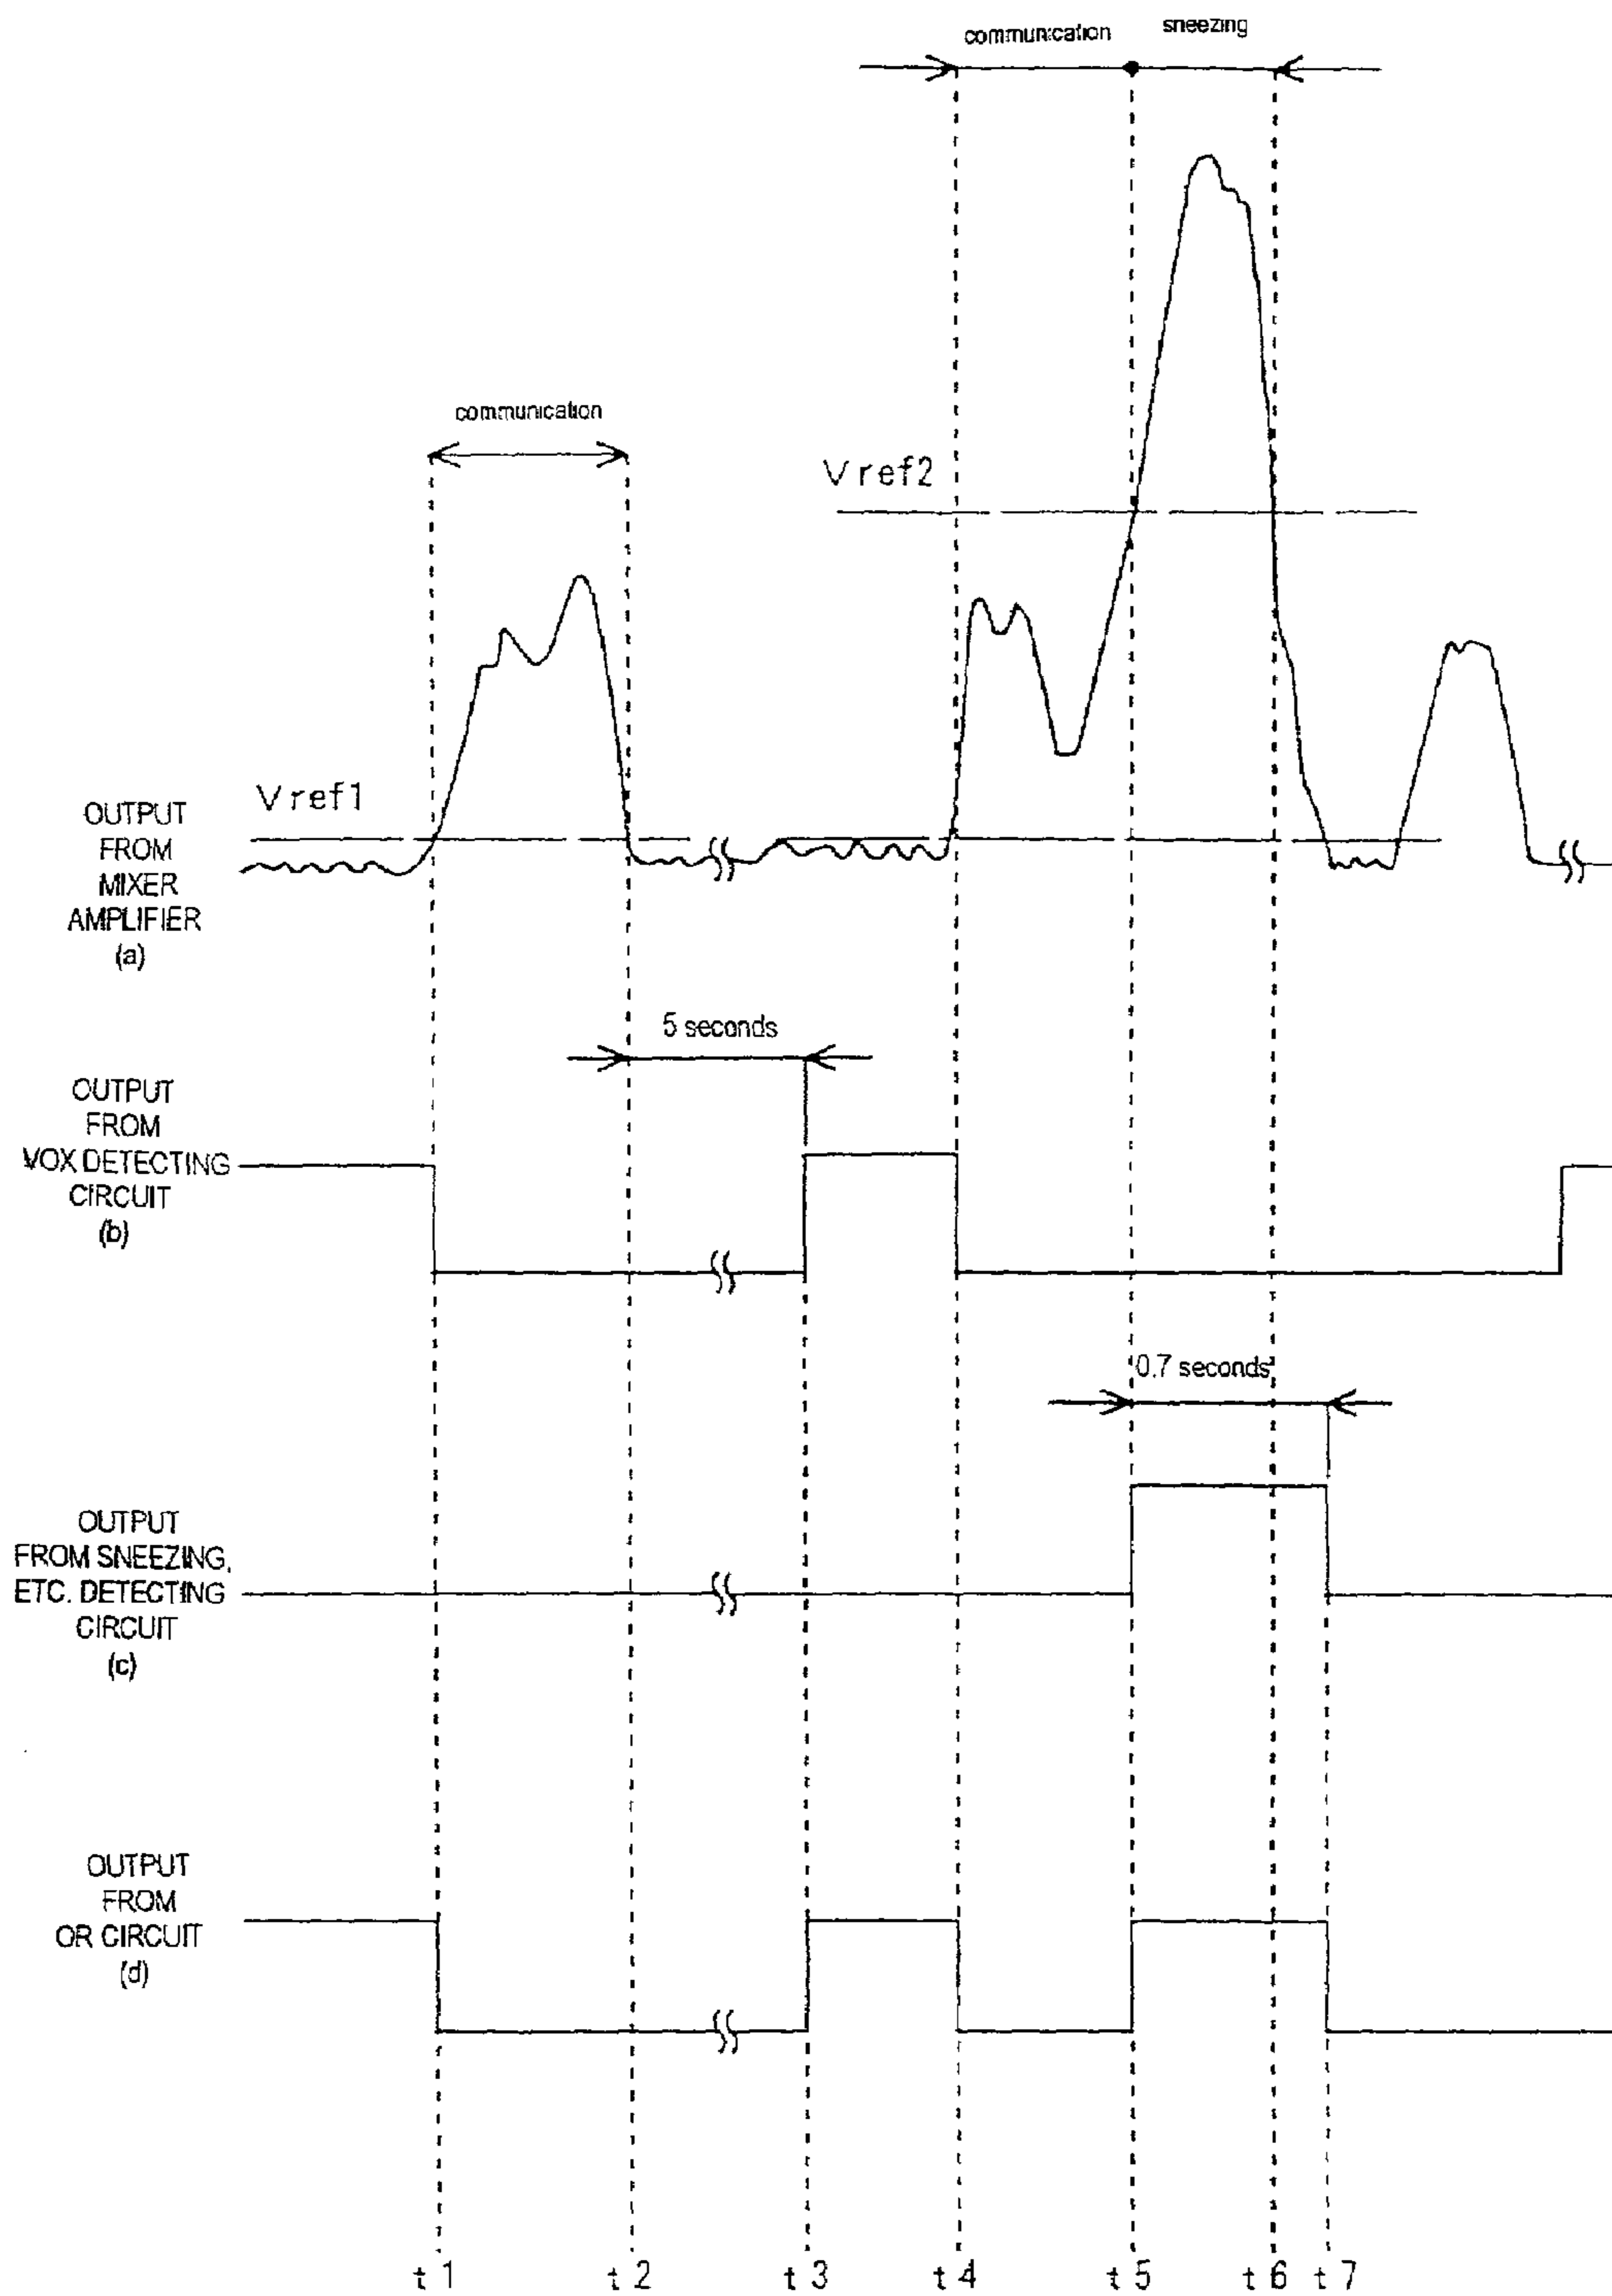 communication
sneezing
communication
Vref2
Vref1
OUTPUT
FROM
MIXER
AMPLIFIER
(a)
5 seconds
OUTPUT
FROM
VOX DETECTING
CIRCUIT
(b)
0.7 seconds
OUTPUT
FROM SNEEZING,
ETC. DETECTING
CIRCUIT
(c)
OUTPUT
FROM
OR CIRCUIT
(d)
t1 t2 t3 t4 t5 t6 t7